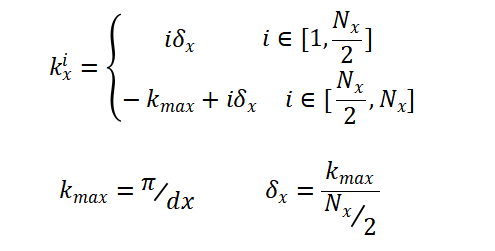 k_x^i = { iδ_x    i ∈ [1, N_x/2]
− k_max + iδ_x    i ∈ [N_x/2, N_x]
k_max = π/dx    δ_x = k_max / (N_x/2)